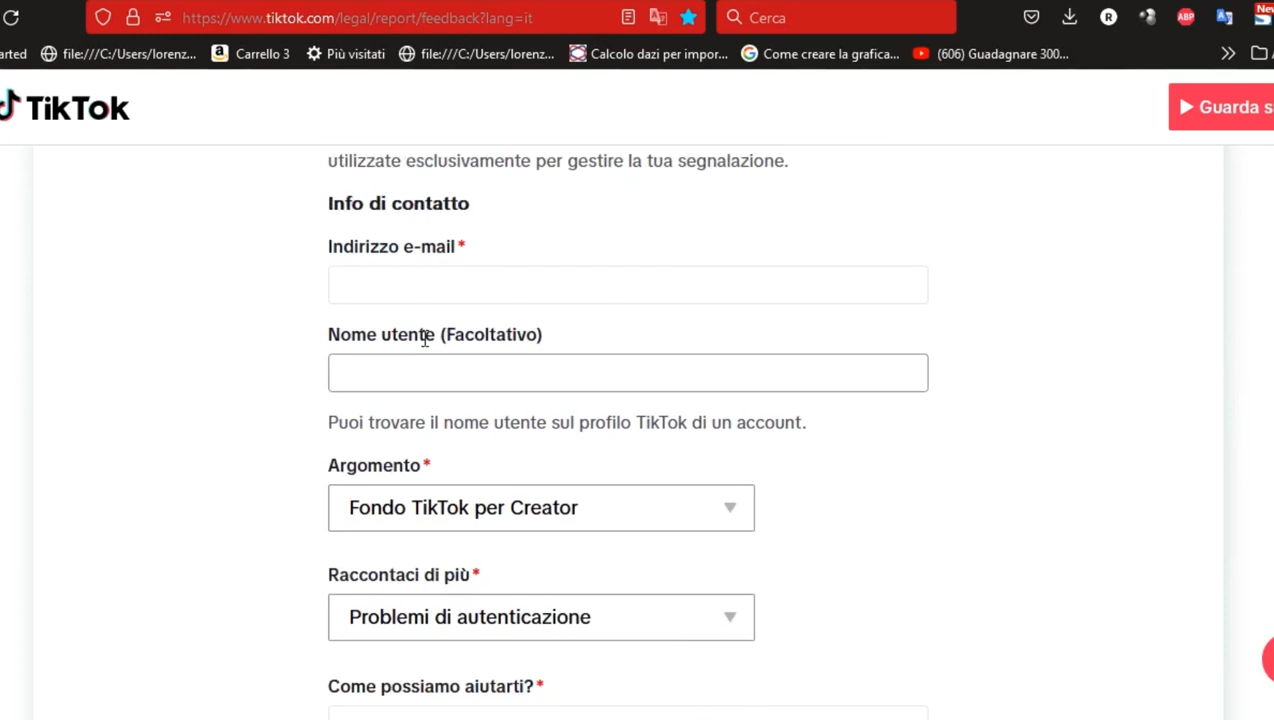 https://www.tiktok.com/legal/report/feedback?lang=it
Cerca
R
ABP
New
arted
file:///C:/Users/lorenz...
Carrello 3
Più visitati
file:///C:/Users/lorenz...
Calcolo dazi per impor...
Come creare la grafica...
(606) Guadagnare 300...
TikTok
Guarda s
utilizzate esclusivamente per gestire la tua segnalazione.
Info di contatto
Indirizzo e-mail*
Nome utente (Facoltativo)
Puoi trovare il nome utente sul profilo TikTok di un account.
Argomento*
Fondo TikTok per Creator
Raccontaci di più*
Problemi di autenticazione
Come possiamo aiutarti?*